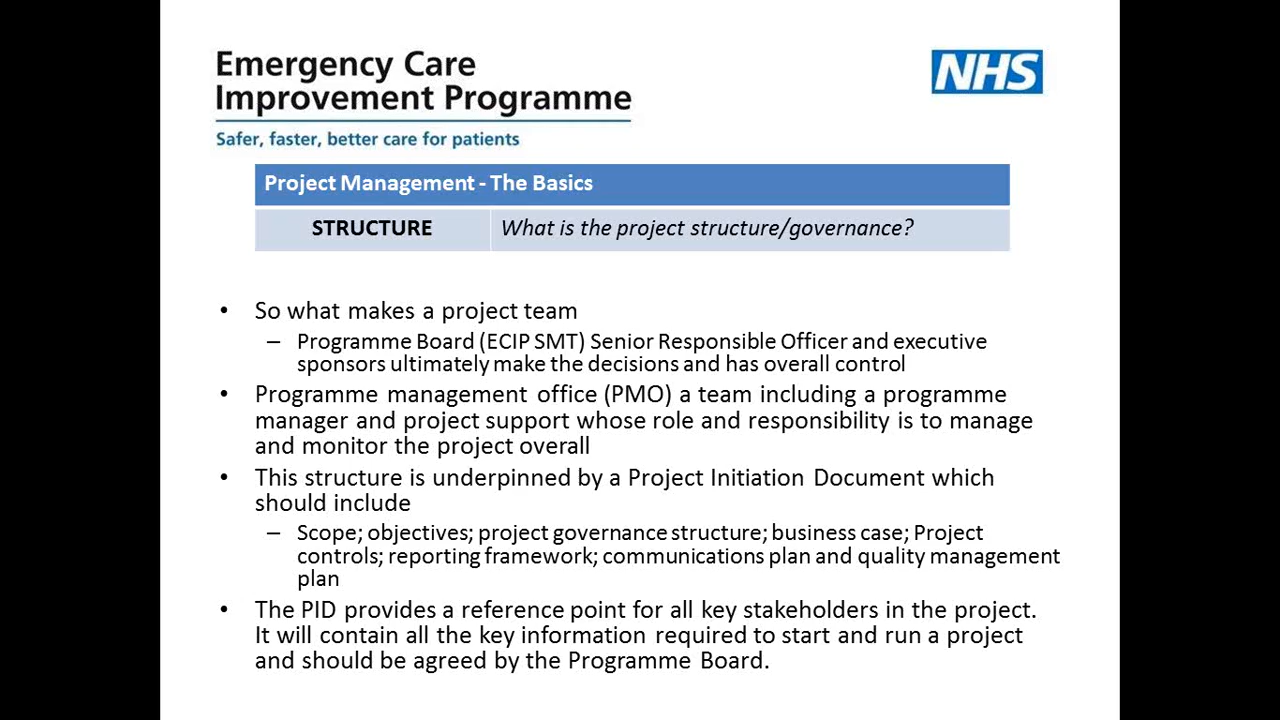 Emergency Care
Improvement Programme
NHS
Safer, faster, better care for patients
Project Management - The Basics
STRUCTURE What is the project structure/governance?
• So what makes a project team
– Programme Board (ECIP SMT) Senior Responsible Officer and executive
sponsors ultimately make the decisions and has overall control
• Programme management office (PMO) a team including a programme
manager and project support whose role and responsibility is to manage
and monitor the project overall
• This structure is underpinned by a Project Initiation Document which
should include
– Scope; objectives; project governance structure; business case; Project
controls; reporting framework; communications plan and quality management
plan
• The PID provides a reference point for all key stakeholders in the project.
It will contain all the key information required to start and run a project
and should be agreed by the Programme Board.